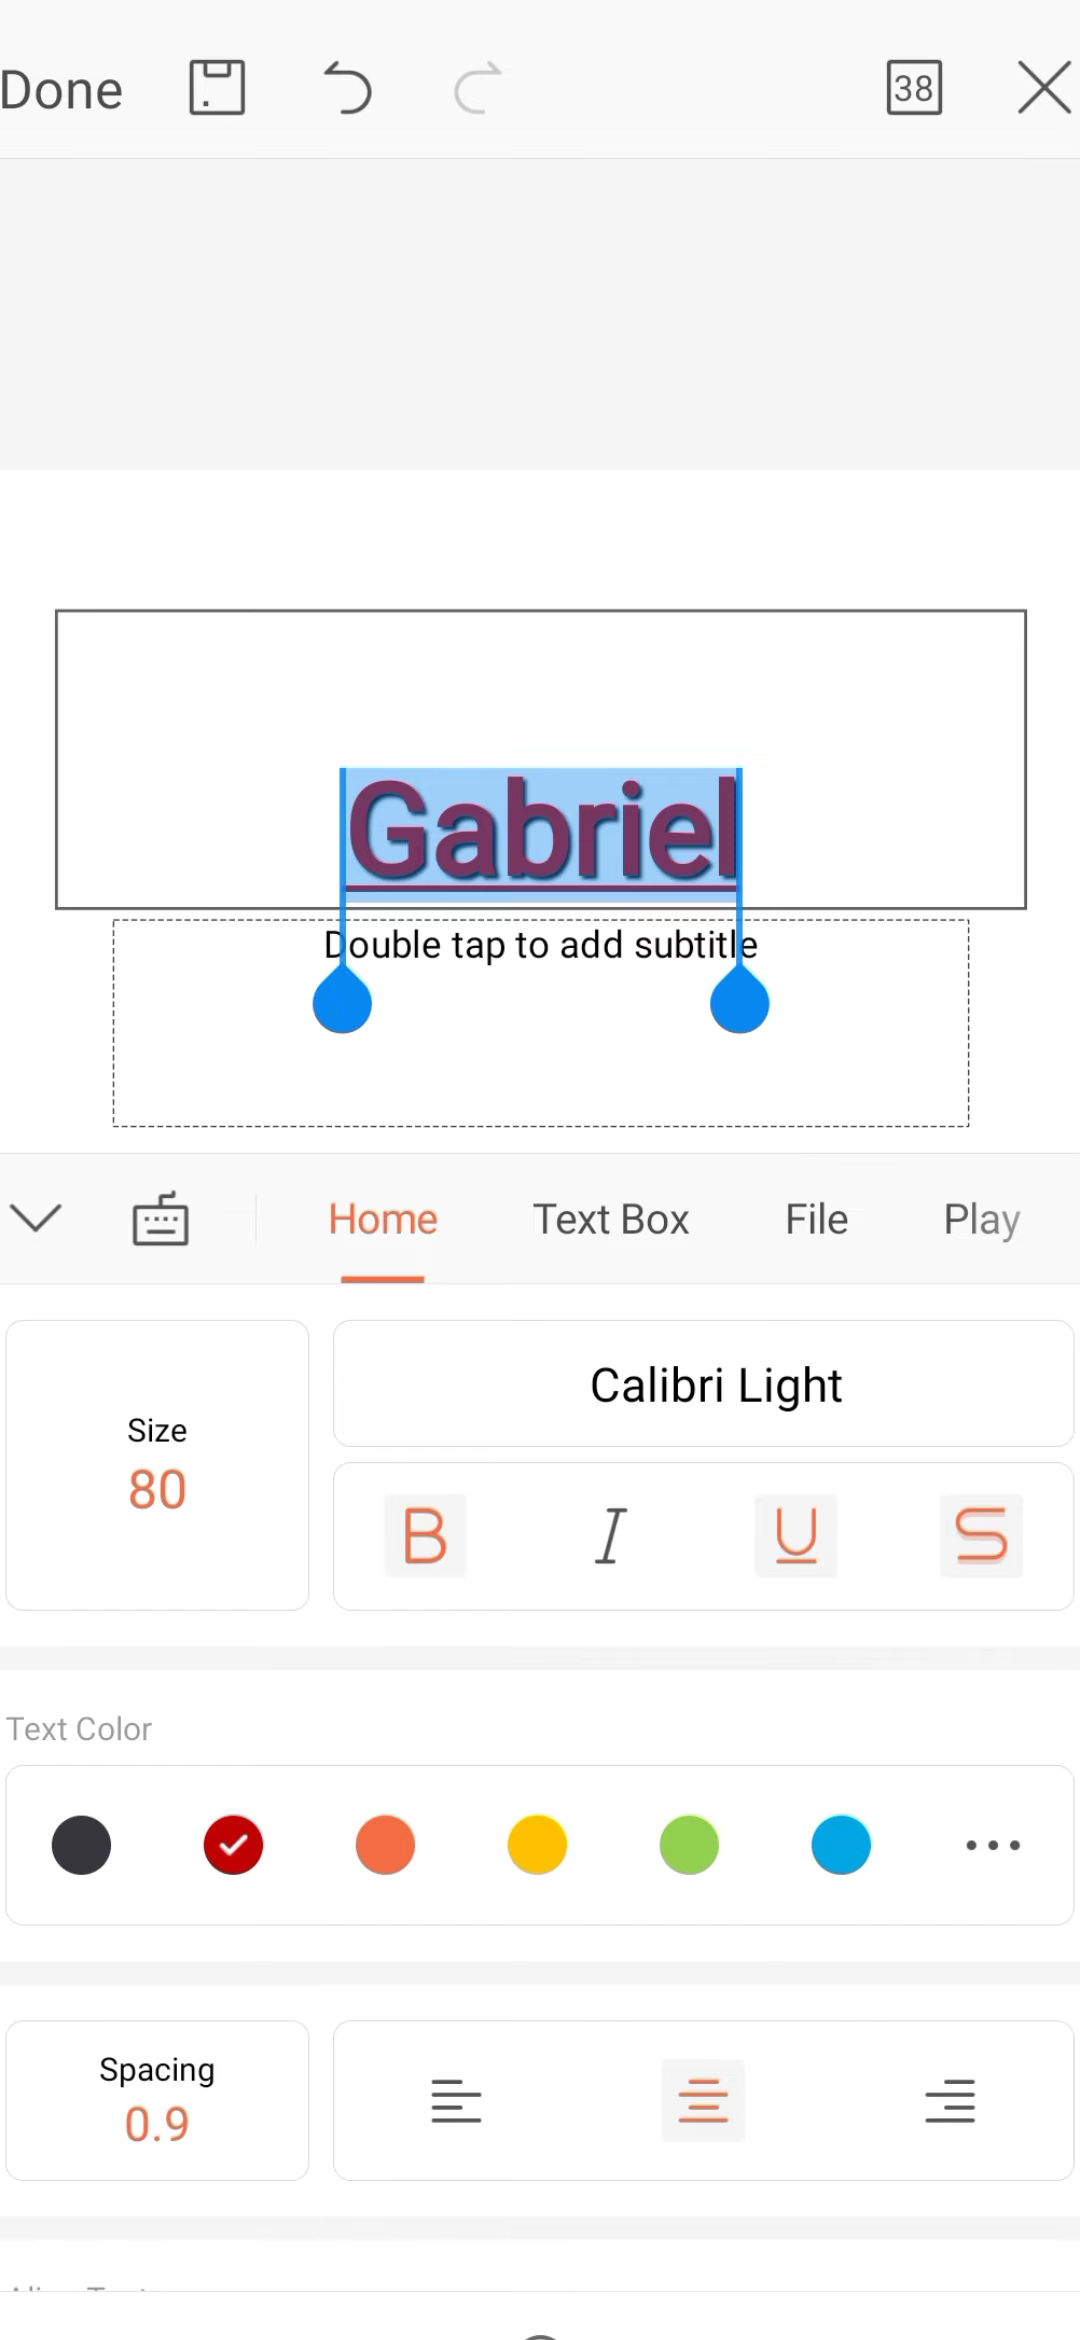 Done
38
Gabriel
Double tap to add subtitle
Home Text Box File Play
Calibri Light
Size
80
B I U S
Text Color
Spacing
0.9